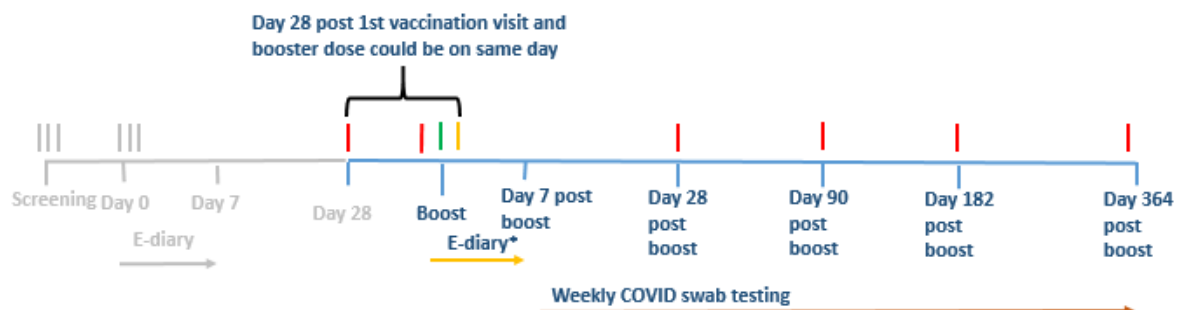 Day 28 post 1st vaccination visit and
booster dose could be on same day
Screening Day 0 Day 7 Day 28 Boost Day 7 post boost Day 28 post boost Day 90 post boost Day 182 post boost Day 364 post boost
E-diary E-diary*
Weekly COVID swab testing